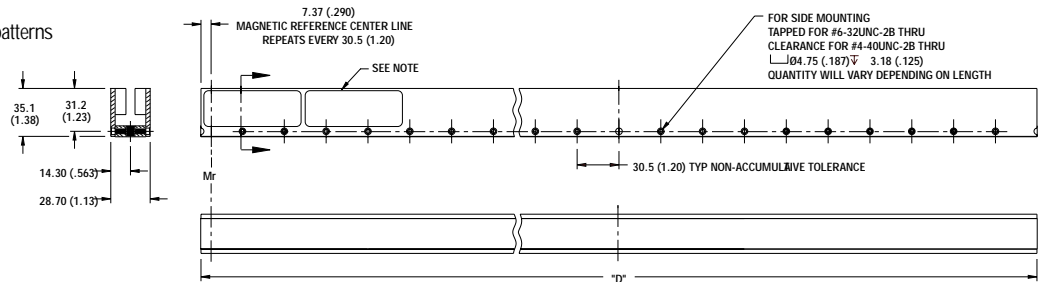 patterns
7.37 (.290)
MAGNETIC REFERENCE CENTER LINE
REPEATS EVERY 30.5 (1.20)
SEE NOTE
FOR SIDE MOUNTING
TAPPED FOR #6-32UNC-2B THRU
CLEARANCE FOR #4-40UNC-2B THRU
⌴Ø4.75 (.187)↧ 3.18 (.125)
QUANTITY WILL VARY DEPENDING ON LENGTH
35.1
(1.38)
31.2
(1.23)
14.30 (.563)
28.70 (1.13)
Mr
30.5 (1.20) TYP NON-ACCUMULATIVE TOLERANCE
"D"